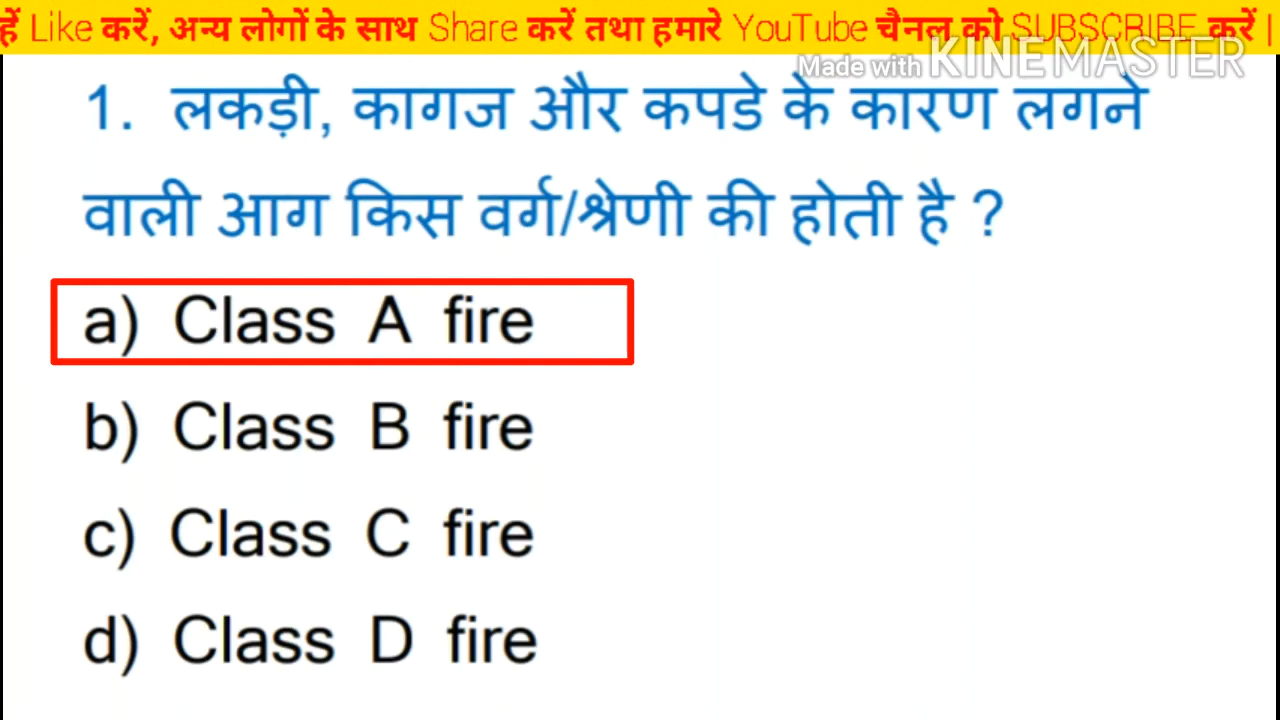 हें Like करें, अन्य लोगों के साथ Share करें तथा हमारे YouTube चैनल को SUBSCRIBE करें |
Made with KINEMASTER
1. लकड़ी, कागज और कपडे के कारण लगने
वाली आग किस वर्ग/श्रेणी की होती है ?
a) Class A fire
b) Class B fire
c) Class C fire
d) Class D fire